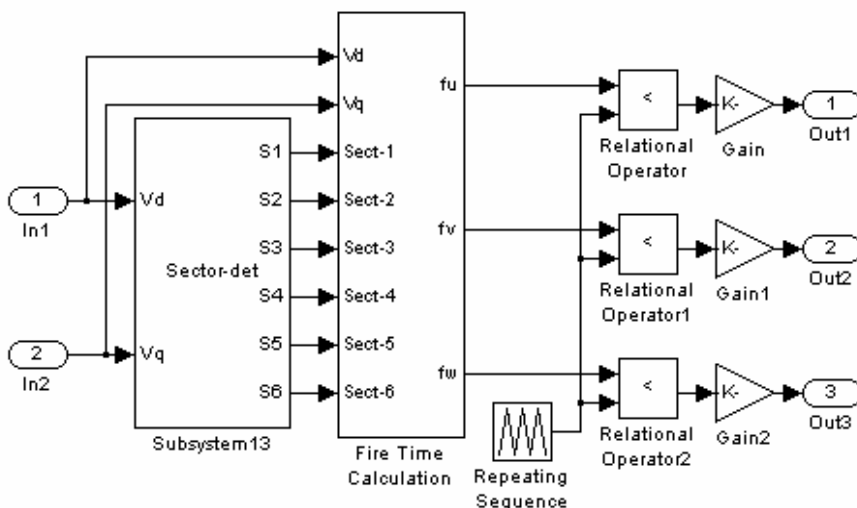 1
In1
2
In2
Vd
Vq
Sector-det
S1
S2
S3
S4
S5
S6
Subsystem13
Vd
Vq
Sect-1
Sect-2
Sect-3
Sect-4
Sect-5
Sect-6
fu
fv
fw
Fire Time
Calculation
Repeating
Sequence
<
Relational
Operator
K-
Gain
1
Out1
<
Relational
Operator1
K-
Gain1
2
Out2
<
Relational
Operator2
K-
Gain2
3
Out3